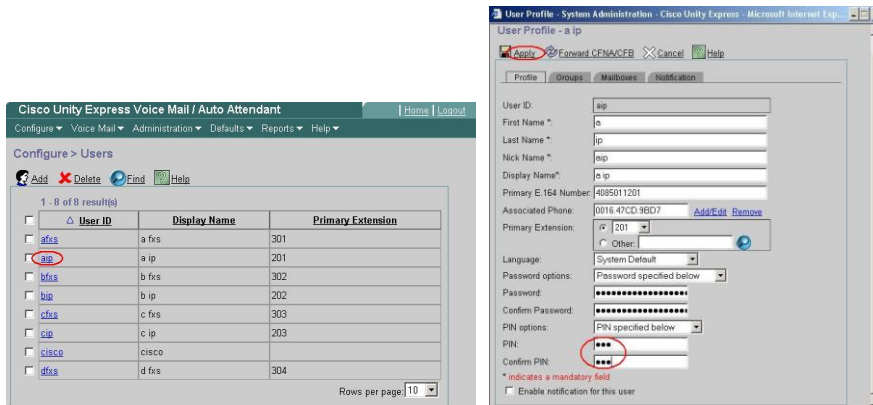 Cisco Unity Express Voice Mail / Auto Attendant | Home | Logout
Configure Voice Mail Administration Defaults Reports Help
Configure > Users
Add Delete Find ? Help
1 - 8 of 8 result(s)
User ID Display Name Primary Extension
afxs a fxs 301
aip a ip 201
bfxs b fxs 302
bip b ip 202
cfxs c fxs 303
cip c ip 203
cisco cisco
dfxs d fxs 304
Rows per page: 10
User Profile - System Administration - Cisco Unity Express - Microsoft Internet Exp...
User Profile - a ip
Apply Forward CFNA/CFB Cancel ? Help
Profile Groups Mailboxes Notification
User ID: aip
First Name *: a
Last Name *: ip
Nick Name *: aip
Display Name*: a ip
Primary E.164 Number: 4085011201
Associated Phone: 0016.47CD.9BD7 Add/Edit Remove
Primary Extension: 201
Other:
Language: System Default
Password options: Password specified below
Password: ••••••••••••••••••
Confirm Password: ••••••••••••••••••
PIN options: PIN specified below
PIN: •••
Confirm PIN: •••
* indicates a mandatory field
Enable notification for this user